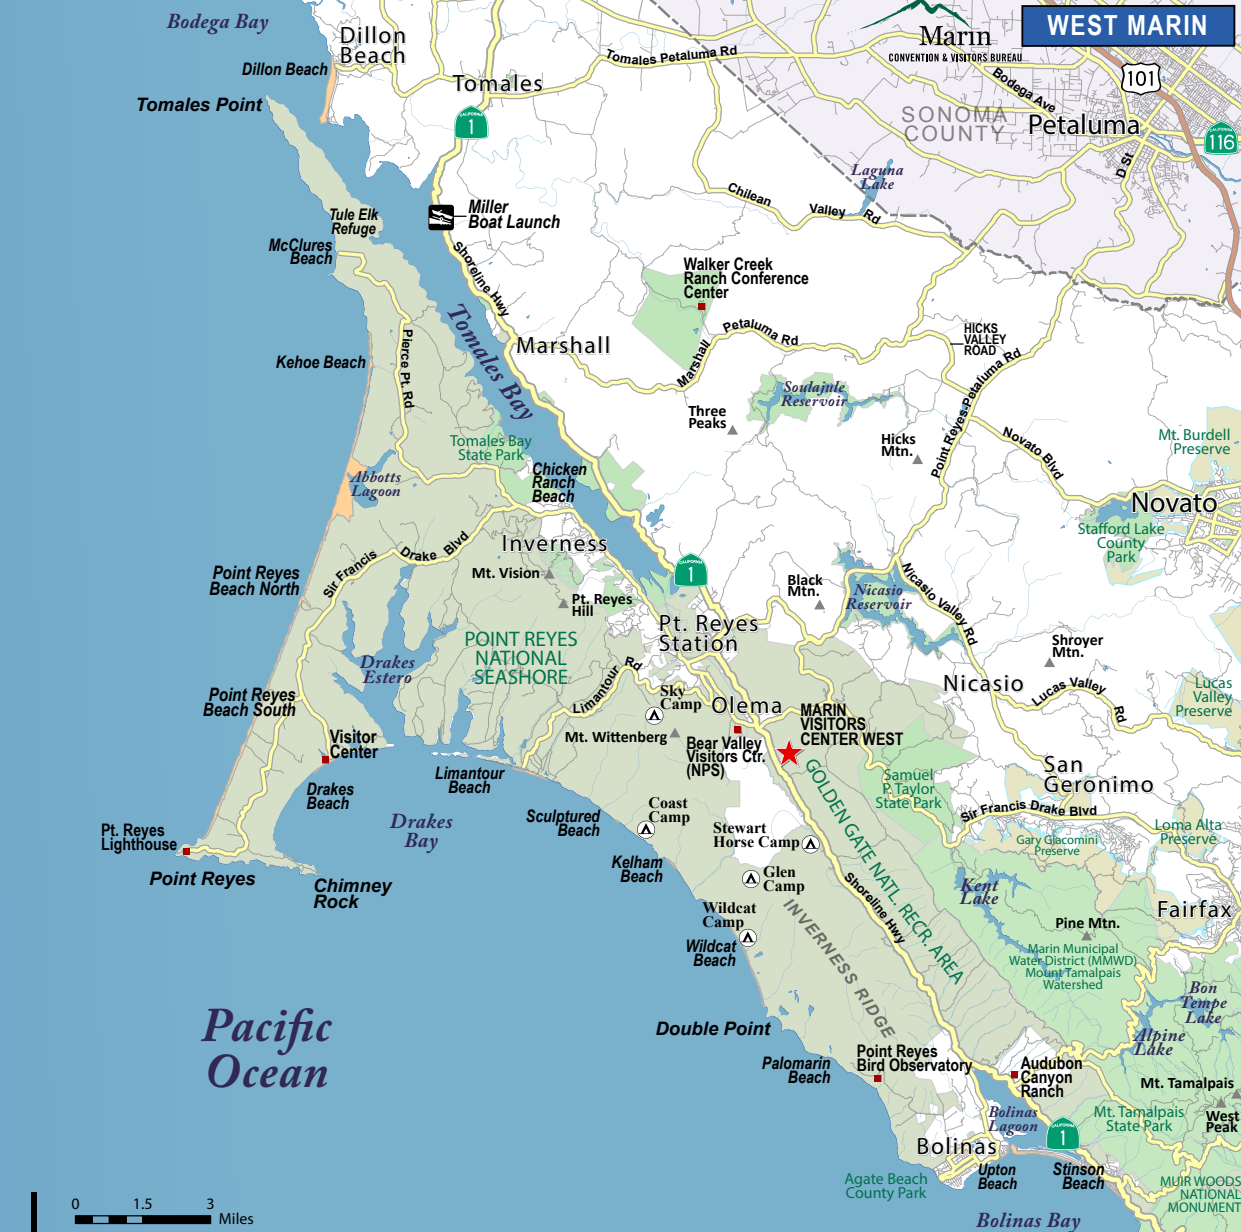 Bodega Bay
Dillon
Beach
Dillon Beach
Tomales Point
Tomales
CALIFORNIA
1
Tomales Petaluma Rd
Marin
CONVENTION & VISITORS BUREAU
WEST MARIN
101
Bodega Ave
SONOMA
COUNTY
Petaluma
CALIFORNIA
116
D St
Laguna
Lake
Chilean
Valley
Rd
Miller
Boat Launch
Tule Elk
Refuge
McClures
Beach
Shoreline Hwy
Walker Creek
Ranch Conference
Center
Tomales Bay
Marshall
Marshall
Petaluma Rd
HICKS
VALLEY
ROAD
Kehoe Beach
Pierce Pt. Rd
Soulajule
Reservoir
Three
Peaks
Hicks
Mtn.
Point Reyes-Petaluma Rd
Novato Blvd
Mt. Burdell
Preserve
Tomales Bay
State Park
Chicken
Ranch
Beach
Abbotts
Lagoon
Novato
Stafford Lake
County
Park
Inverness
Sir Francis
Drake
Blvd
Mt. Vision
Pt. Reyes
Hill
CALIFORNIA
1
Point Reyes
Beach North
Black
Mtn.
Nicasio
Reservoir
Nicasio Valley Rd
Pt. Reyes
Station
POINT REYES
NATIONAL
SEASHORE
Shroyer
Mtn.
Drakes
Estero
Limantour
Rd
Nicasio
Lucas Valley
Rd
Lucas
Valley
Preserve
Point Reyes
Beach South
Sky
Camp
Olema
MARIN
VISITORS
CENTER WEST
Visitor
Center
Mt. Wittenberg
Bear Valley
Visitors Ctr.
(NPS)
San
Geronimo
Limantour
Beach
Drakes
Beach
GOLDEN GATE NATL. RECR. AREA
Samuel
P. Taylor
State Park
Sir Francis Drake Blvd
Drakes
Bay
Sculptured
Beach
Coast
Camp
Stewart
Horse Camp
Gary Giacomini
Preserve
Loma Alta
Preserve
Pt. Reyes
Lighthouse
Point Reyes
Chimney
Rock
Kelham
Beach
Glen
Camp
Shoreline Hwy
Kent
Lake
Fairfax
Wildcat
Camp
Wildcat
Beach
INVERNESS RIDGE
Pine Mtn.
Marin Municipal
Water District (MMWD)
Mount Tamalpais
Watershed
Bon
Tempe
Lake
Pacific
Ocean
Double Point
Alpine
Lake
Palomarin
Beach
Point Reyes
Bird Observatory
Audubon
Canyon
Ranch
Mt. Tamalpais
West
Peak
Bolinas
Lagoon
CALIFORNIA
1
Mt. Tamalpais
State Park
Bolinas
Upton
Beach
Stinson
Beach
Agate Beach
County Park
MUIR WOODS
NATIONAL
MONUMENT
0
1.5
3
Miles
Bolinas Bay